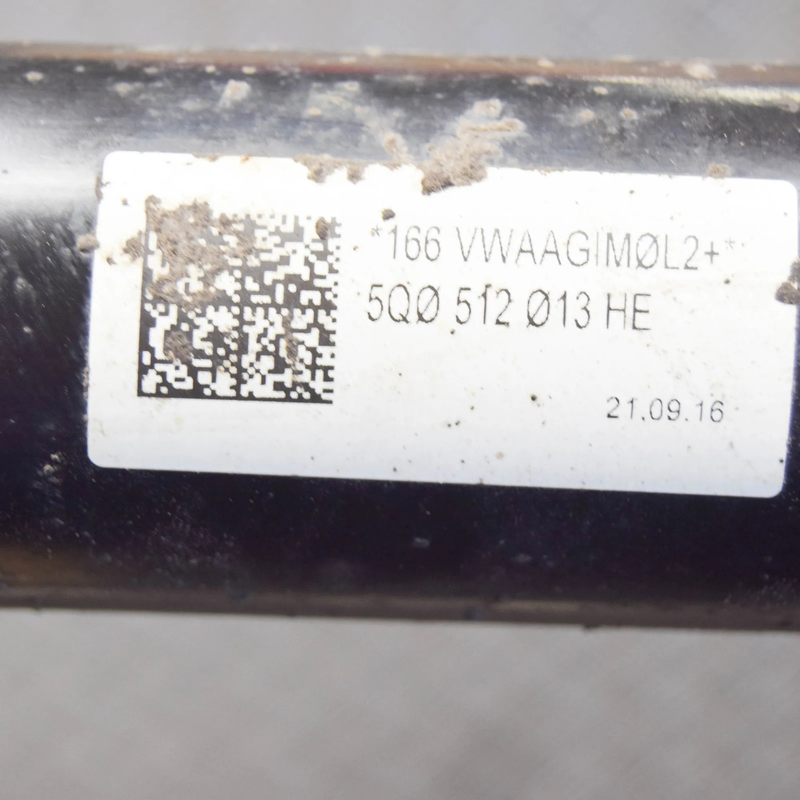 *166 VWAAGIMØL2+*
5QØ 512 Ø13 HE
21.09.16